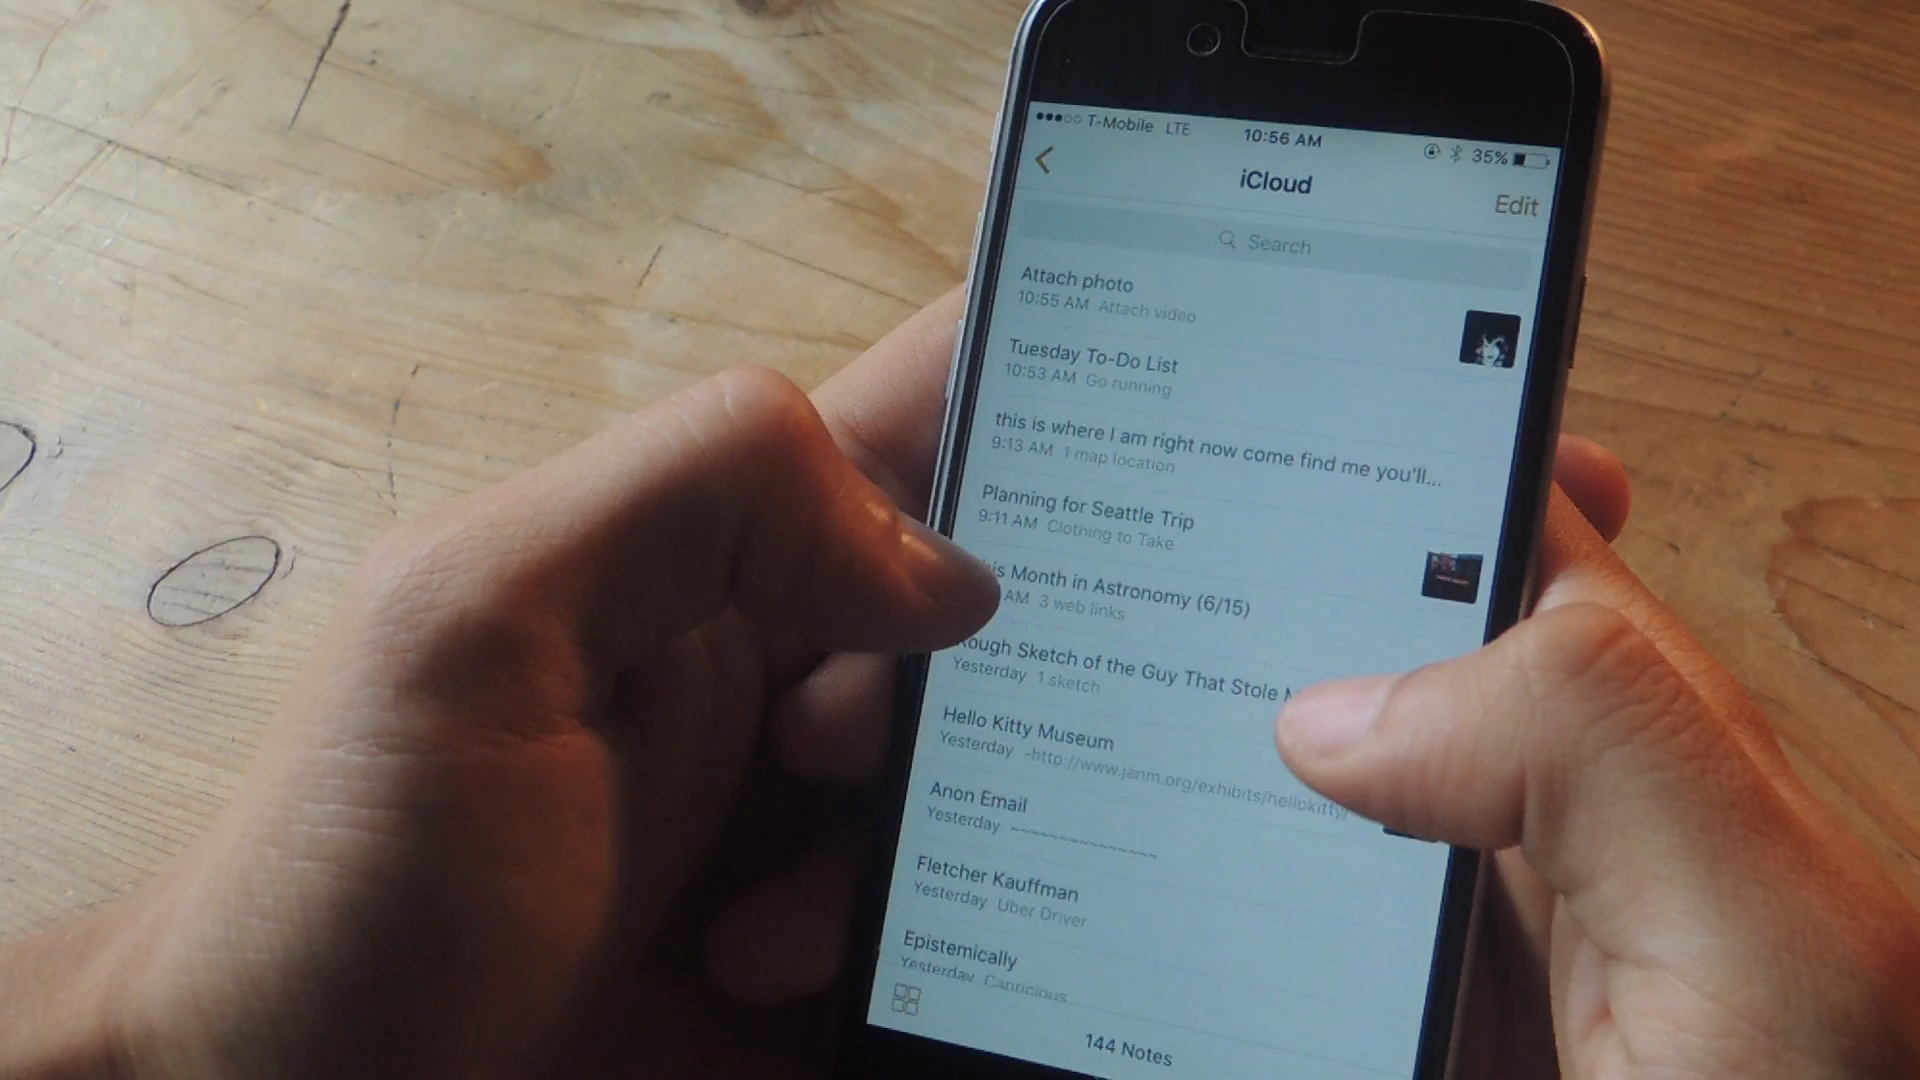 T-Mobile LTE 10:56 AM 35%
iCloud
Edit
Search
Attach photo
10:55 AM Attach video
Tuesday To-Do List
10:53 AM Go running
this is where I am right now come find me you'll...
9:13 AM 1 map location
Planning for Seattle Trip
9:11 AM Clothing to Take
Month in Astronomy (6/15)
AM 3 web links
Sketch of the Guy That Stole
Yesterday 1 sketch
Hello Kitty Museum
Yesterday -http://www.janm.org/exhibits/hellokitty/
Anon Email
Yesterday ~~~~~~~~~~~~~~~~
Fletcher Kauffman
Yesterday Uber Driver
Epistemically
Yesterday Capricious
144 Notes